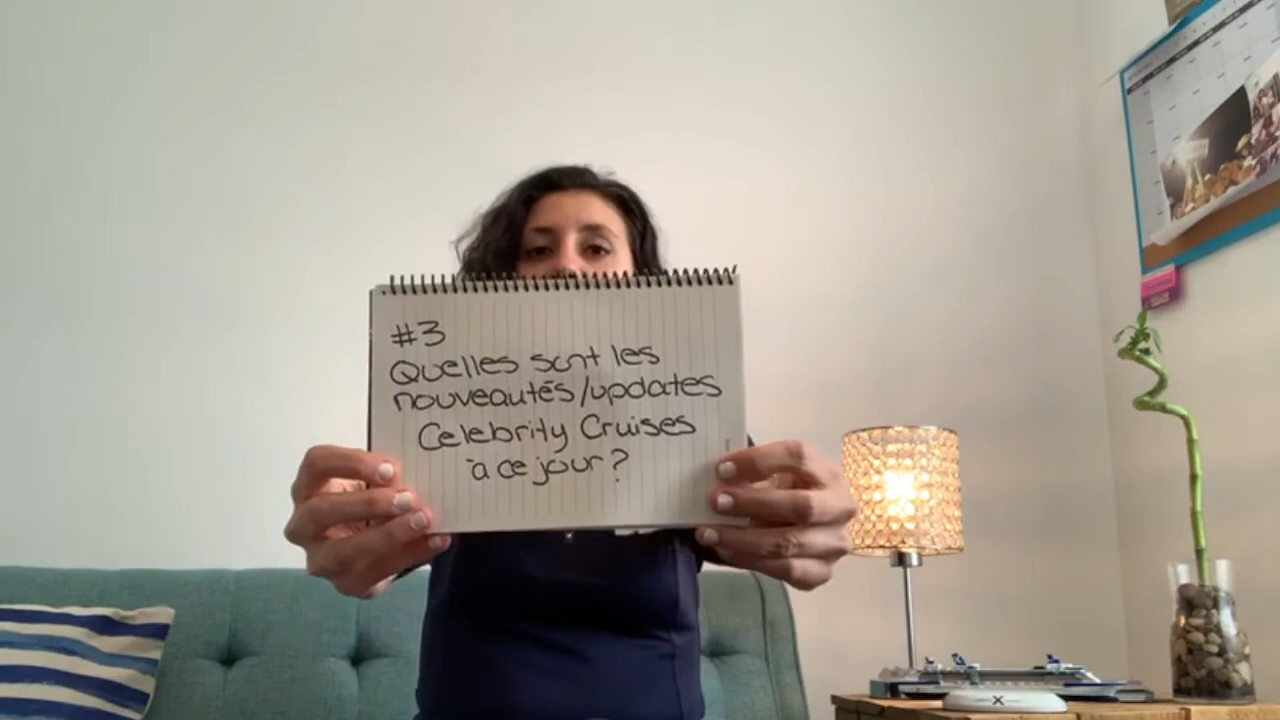 #3
Quelles sont les
nouveautés/updates
Celebrity Cruises
à ce jour?
X